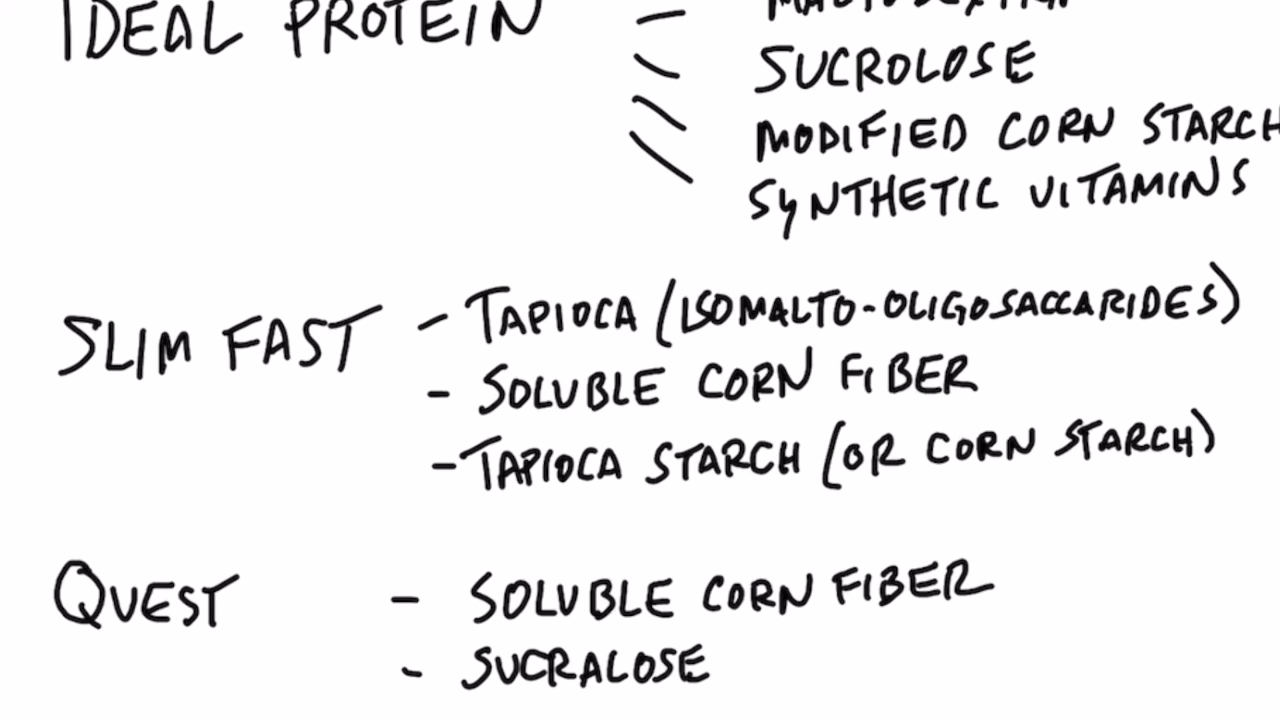 IDEAL PROTEIN -
- SUCROLOSE
- MODIFIED CORN STARCH
- SYNTHETIC VITAMINS
SLIM FAST - TAPIOCA (ISOMALTO-OLIGOSACCARIDES)
- SOLUBLE CORN FIBER
- TAPIOCA STARCH (OR CORN STARCH)
QUEST - SOLUBLE CORN FIBER
- SUCRALOSE